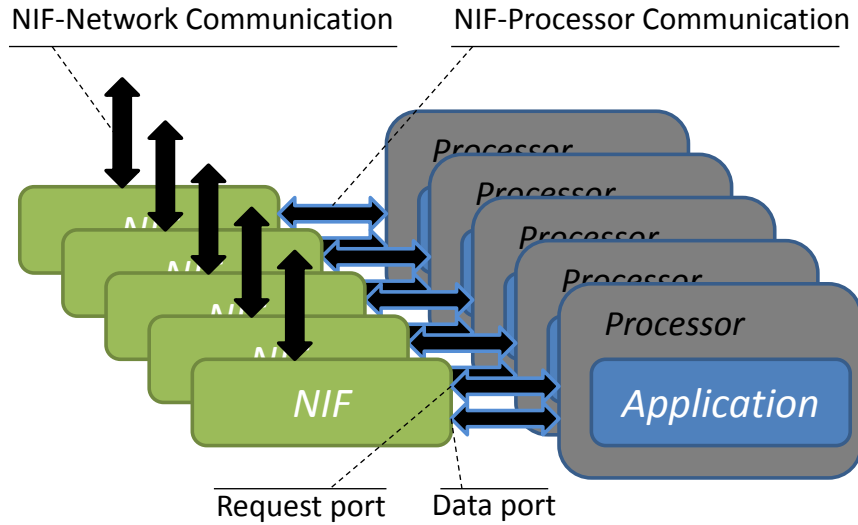 NIF-Network Communication
NIF-Processor Communication
Processor
Processor
Processor
Processor
Processor
NIF
Application
Request port
Data port